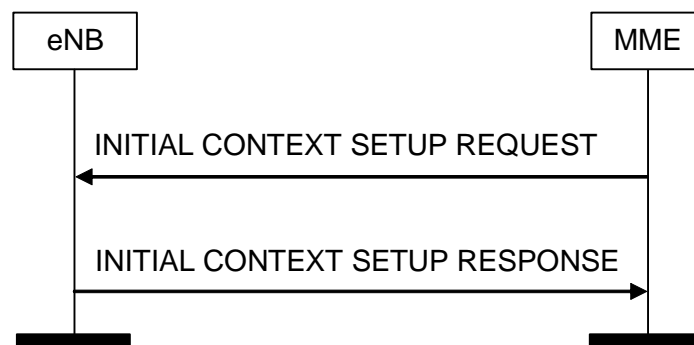 eNB
MME
INITIAL CONTEXT SETUP REQUEST
INITIAL CONTEXT SETUP RESPONSE